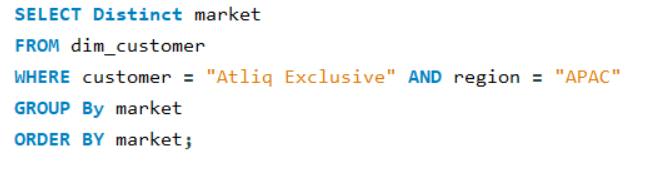 SELECT Distinct market
FROM dim_customer
WHERE customer = "Atliq Exclusive" AND region = "APAC"
GROUP By market
ORDER BY market;